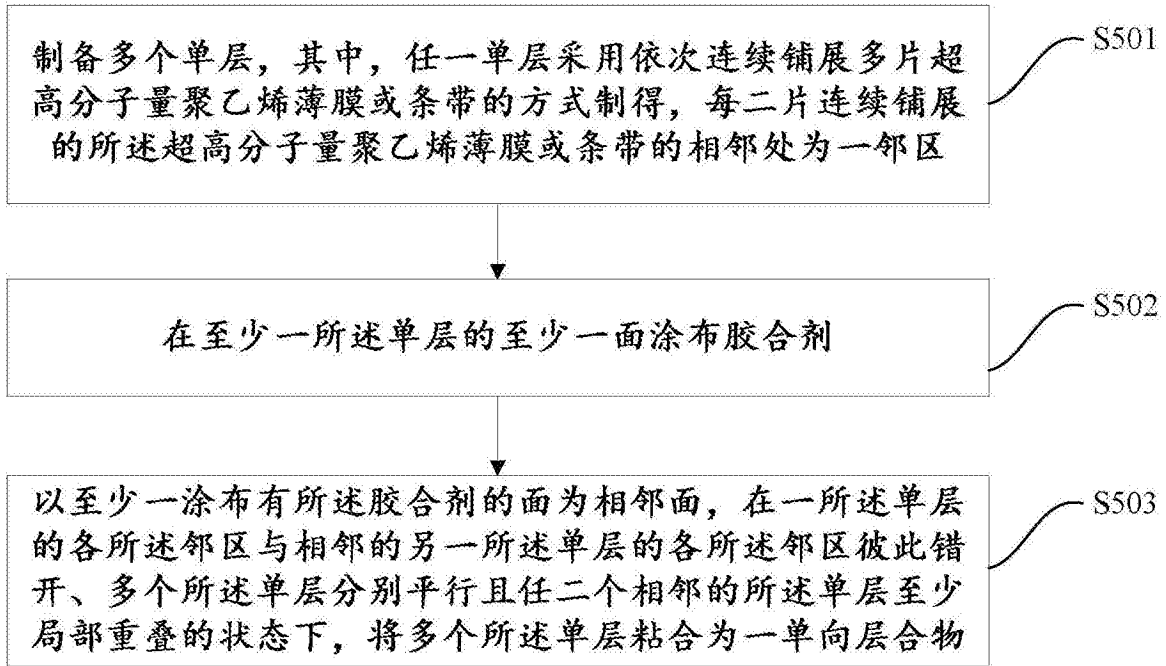 制备多个单层，其中，任一单层采用依次连续铺展多片超
高分子量聚乙烯薄膜或条带的方式制得，每二片连续铺展
的所述超高分子量聚乙烯薄膜或条带的相邻处为一邻区
S501
在至少一所述单层的至少一面涂布胶合剂
S502
以至少一涂布有所述胶合剂的面为相邻面，在一所述单层
的各所述邻区与相邻的另一所述单层的各所述邻区彼此错
开、多个所述单层分别平行且任二个相邻的所述单层至少
局部重叠的状态下，将多个所述单层粘合为一单向层合物
S503